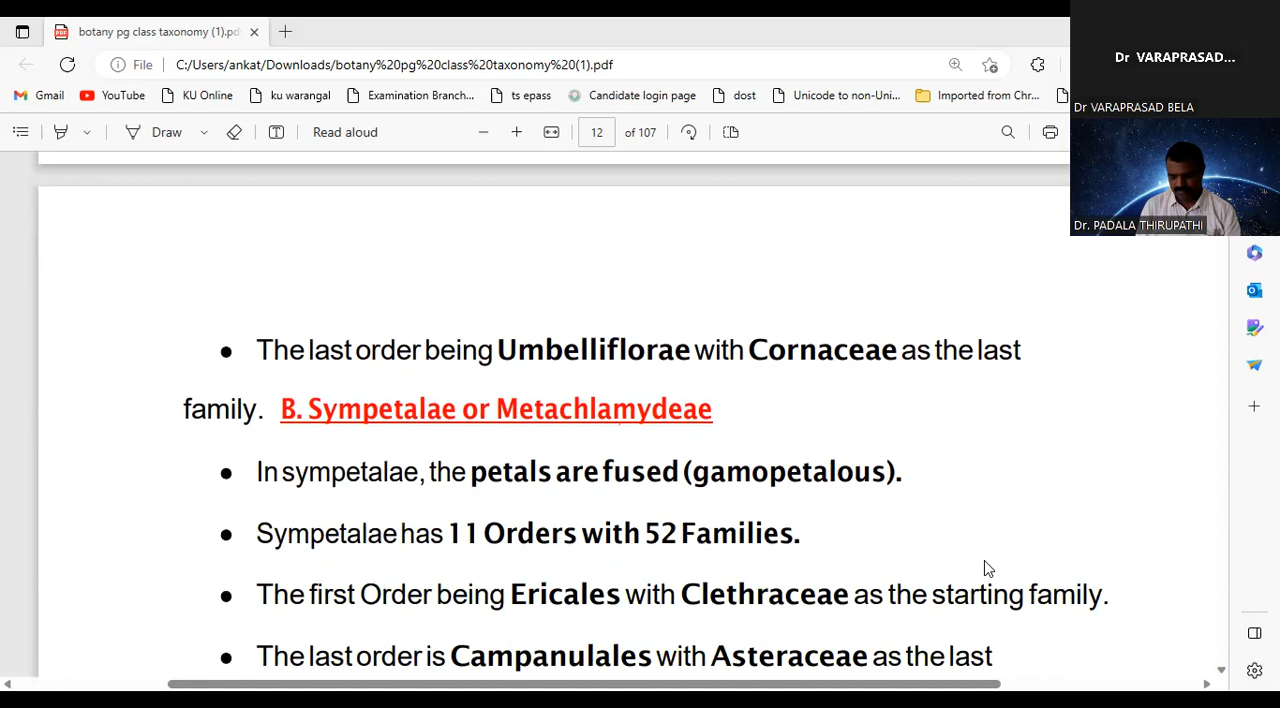 botany pg class taxonomy (1).pd
Dr VARAPRASAD...
File C:/Users/ankat/Downloads/botany%20pg%20class%20taxonomy%20(1).pdf
Gmail YouTube KU Online ku warangal Examination Branch... ts epass Candidate login page dost Unicode to non-Uni... Imported from Chr...
Dr VARAPRASAD BELA
Draw Read aloud 12 of 107
Dr. PADALA THIRUPATHI
● The last order being Umbelliflorae with Cornaceae as the last
family. B. Sympetalae or Metachlamydeae
● In sympetalae, the petals are fused (gamopetalous).
● Sympetalae has 11 Orders with 52 Families.
● The first Order being Ericales with Clethraceae as the starting family.
● The last order is Campanulales with Asteraceae as the last